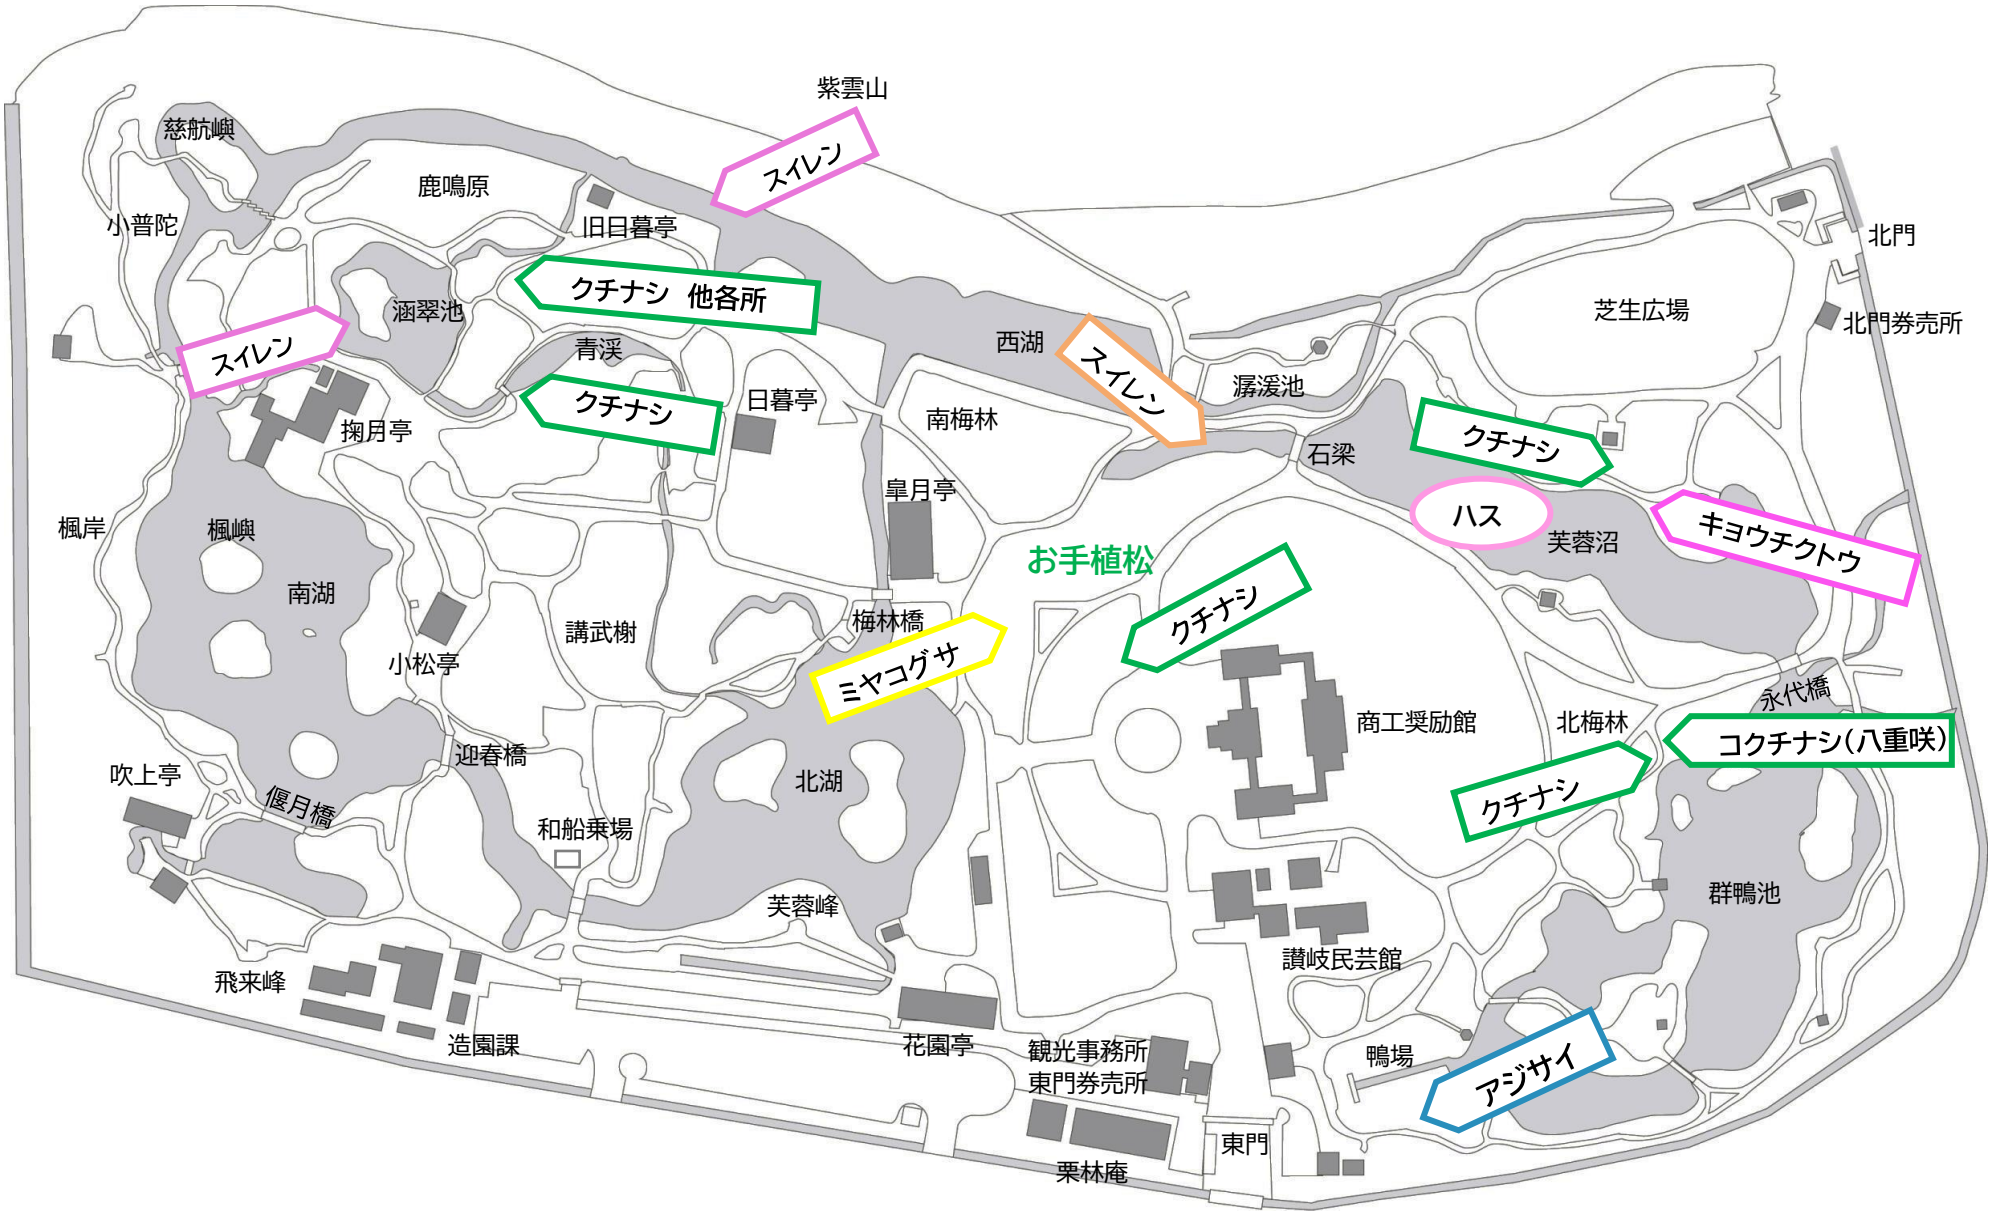 紫雲山
スイレン
慈航嶼
鹿鳴原
小普陀
旧日暮亭
北門
クチナシ 他各所
涵翠池
芝生広場
北門券売所
スイレン
青渓
西湖
スイレン
潺湲池
クチナシ
日暮亭
南梅林
掬月亭
石梁
クチナシ
皐月亭
ハス
楓岸
楓嶼
芙蓉沼
キョウチクトウ
お手植松
南湖
クチナシ
講武榭
梅林橋
小松亭
ミヤコグサ
永代橋
商工奨励館
北梅林
コクチナシ(八重咲)
迎春橋
吹上亭
北湖
クチナシ
偃月橋
和船乗場
群鴨池
芙蓉峰
讃岐民芸館
飛来峰
造園課
花園亭
観光事務所
東門券売所
鴨場
アジサイ
東門
栗林庵